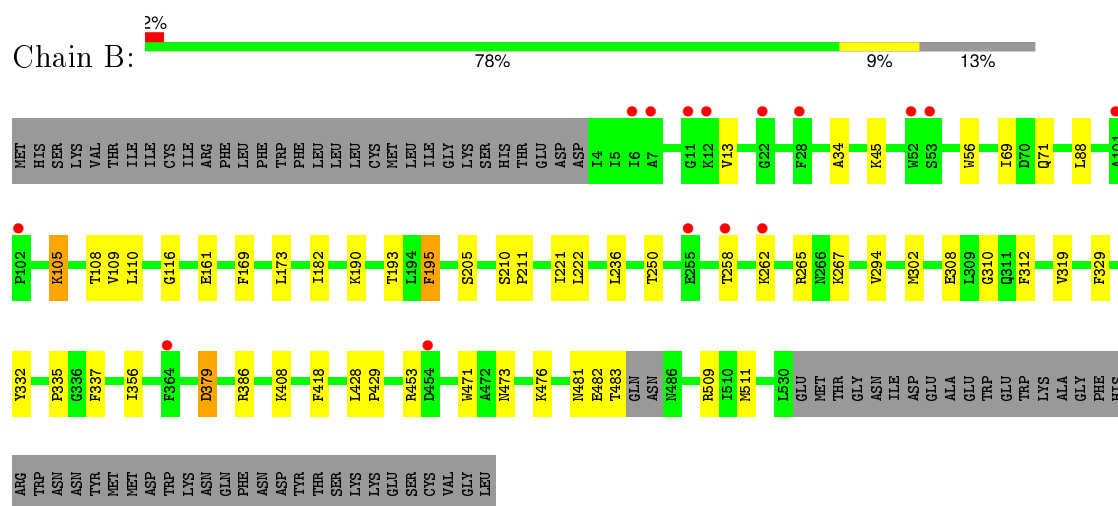 2%
Chain B:
78% 9% 13%
MET HIS SER LYS VAL THR ILE ILE CYS ILE ARG PHE LEU PHE TRP PHE LEU LEU LEU CYS MET LEU ILE GLY LYS SER HIS THR GLU ASP ASP I4 I5 I6 A7 G11 K12 V13 G22 F28 A34 K45 W52 S53 W56 I69 D70 Q71 L88 A101
P102 K105 T108 V109 L110 G116 E161 F169 L173 I182 K190 T193 L194 F195 S205 S210 P211 I221 L222 L236 T250 E255 T258 K262 R265 N266 K267 V294 M302 E308 L309 G310 Q311 F312 V319 F329
Y332 P335 G336 F337 I356 F364 D379 R386 K408 F418 L428 P429 R453 D454 W471 A472 N473 K476 N481 E482 T483 GLN ASN N486 R509 I510 M511 L530 GLU MET THR GLY ASN ILE ASP GLU ALA GLU TRP GLU TRP LYS ALA GLY PHE HIS
ARG TRP ASN ASN TYR MET MET ASP TRP LYS ASN GLN PHE ASN ASP TYR THR SER LYS LYS GLU SER CYS VAL GLY LEU